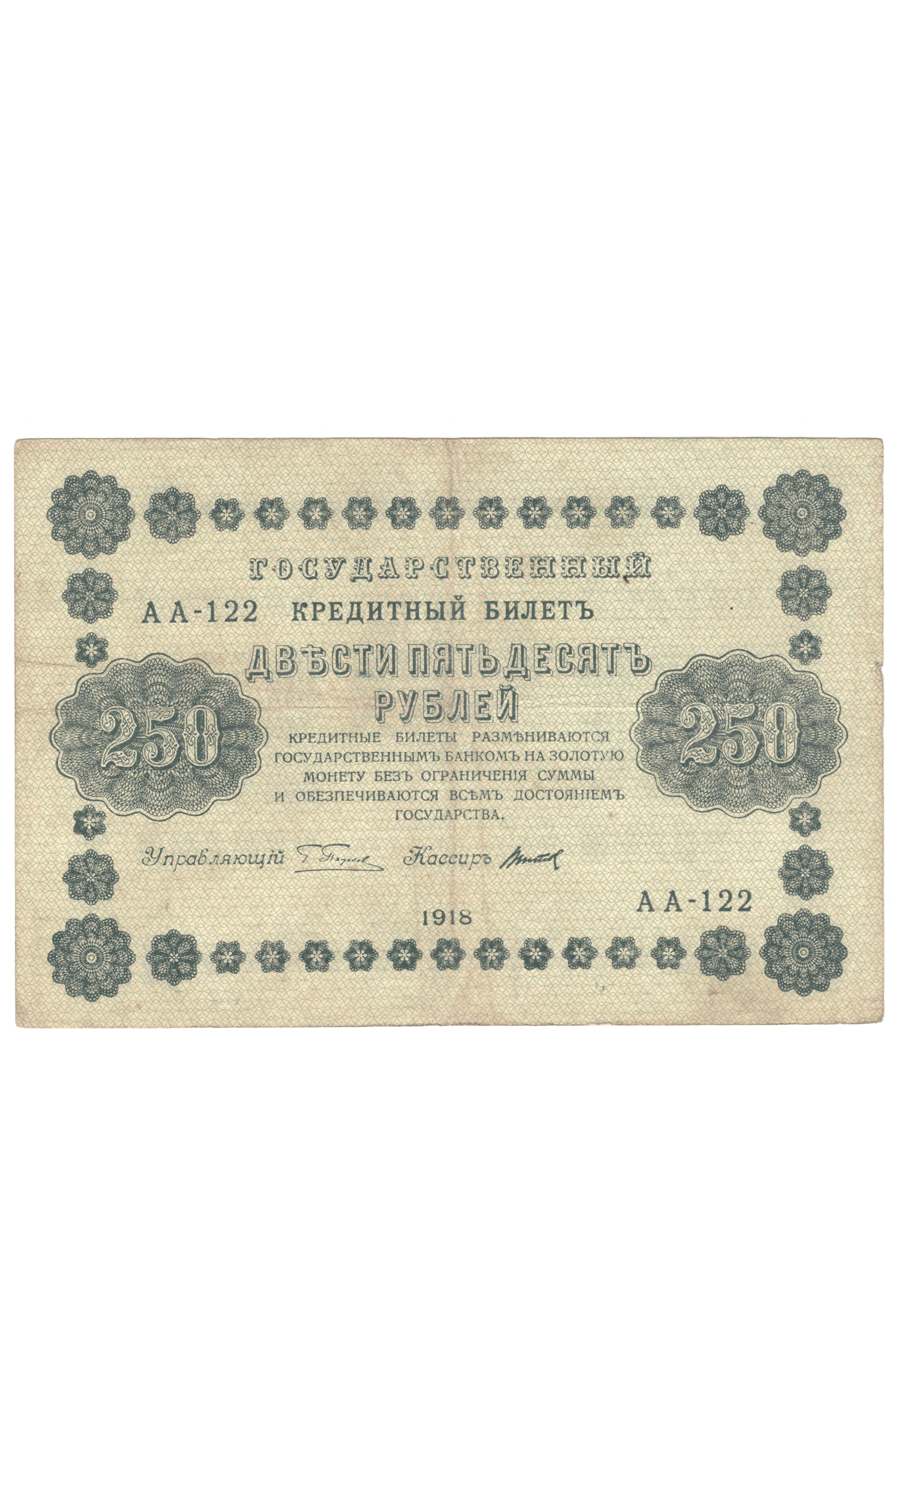 ГОСУДАРСТВЕННЫЙ
АА-122 КРЕДИТНЫЙ БИЛЕТЪ
ДВѢСТИ ПЯТЬДЕСЯТЪ
РУБЛЕЙ
250 250
КРЕДИТНЫЕ БИЛЕТЫ РАЗМѢНИВАЮТСЯ
ГОСУДАРСТВЕННЫМЪ БАНКОМЪ НА ЗОЛОТУЮ
МОНЕТУ БЕЗЪ ОГРАНИЧЕНІЯ СУММЫ
И ОБЕЗПЕЧИВАЮТСЯ ВСѢМЪ ДОСТОЯНІЕМЪ
ГОСУДАРСТВА.
Управляющій Кассиръ
АА-122
1918